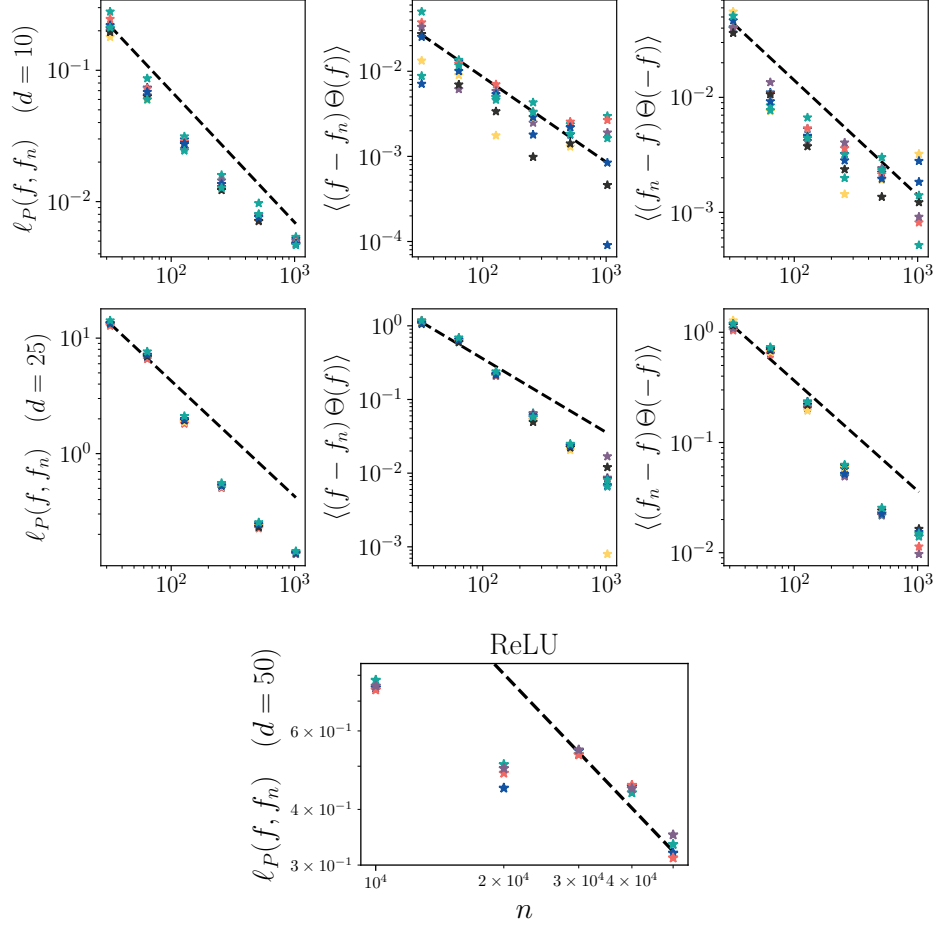 ℓ_P(f, f_n) (d = 10)
10^{-1}
10^{-2}
10^2
10^3
⟨(f − f_n) Θ(f)⟩
10^{-2}
10^{-3}
10^{-4}
10^2
10^3
⟨(f_n − f) Θ(−f)⟩
10^{-2}
10^{-3}
10^2
10^3
ℓ_P(f, f_n) (d = 25)
10^1
10^0
10^2
10^3
⟨(f − f_n) Θ(f)⟩
10^0
10^{-1}
10^{-2}
10^{-3}
10^2
10^3
⟨(f_n − f) Θ(−f)⟩
10^0
10^{-1}
10^{-2}
10^2
10^3
ReLU
ℓ_P(f, f_n) (d = 50)
6 × 10^{-1}
4 × 10^{-1}
3 × 10^{-1}
10^4
2 × 10^4
3 × 10^4
4 × 10^4
n